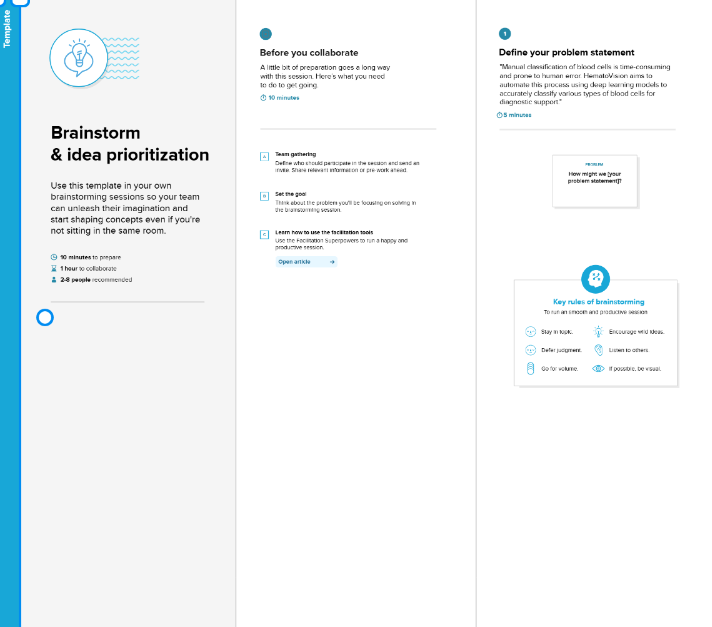 Template
Brainstorm
& idea prioritization
Use this template in your own
brainstorming sessions so your team
can unleash their imagination and
start shaping concepts even if you're
not sitting in the same room.
10 minutes to prepare
1 hour to collaborate
2-8 people recommended
Before you collaborate
A little bit of preparation goes a long way
with this session. Here's what you need
to do to get going.
10 minutes
A
Team gathering
Define who should participate in the session and send an
invite. Share relevant information or pre-work ahead.
B
Set the goal
Think about the problem you'll be focusing on solving in
the brainstorming session.
C
Learn how to use the facilitation tools
Use the Facilitation Superpowers to run a happy and
productive session.
Open article
1
Define your problem statement
"Manual classification of blood cells is time-consuming
and prone to human error. HematoVision aims to
automate this process using deep learning models to
accurately classify various types of blood cells for
diagnostic support."
5 minutes
PROBLEM
How might we [your
problem statement]?
Key rules of brainstorming
To run an smooth and productive session
Stay in topic.
Encourage wild ideas.
Defer judgment.
Listen to others.
Go for volume.
If possible, be visual.